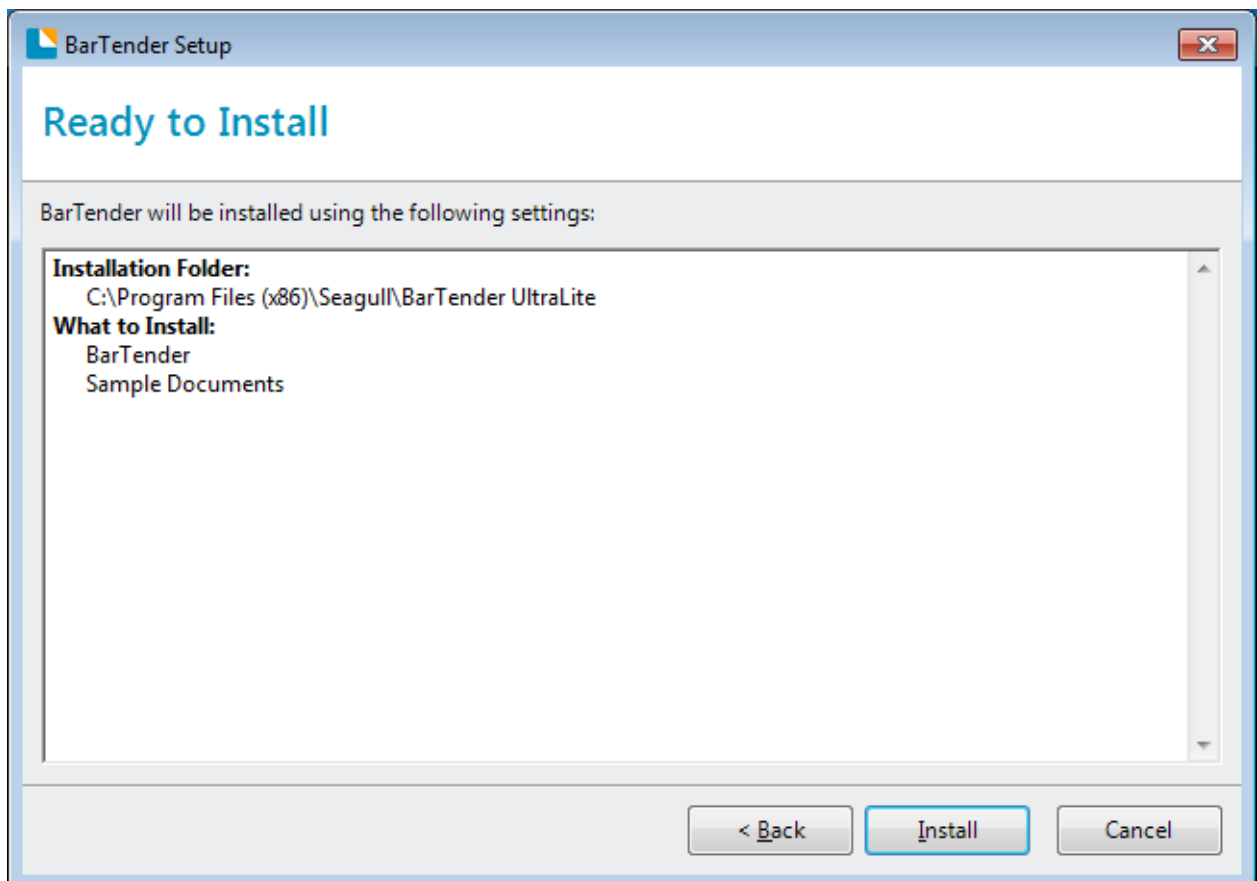 BarTender Setup
Ready to Install
BarTender will be installed using the following settings:
Installation Folder:
C:\Program Files (x86)\Seagull\BarTender UltraLite
What to Install:
BarTender
Sample Documents
< Back Install Cancel